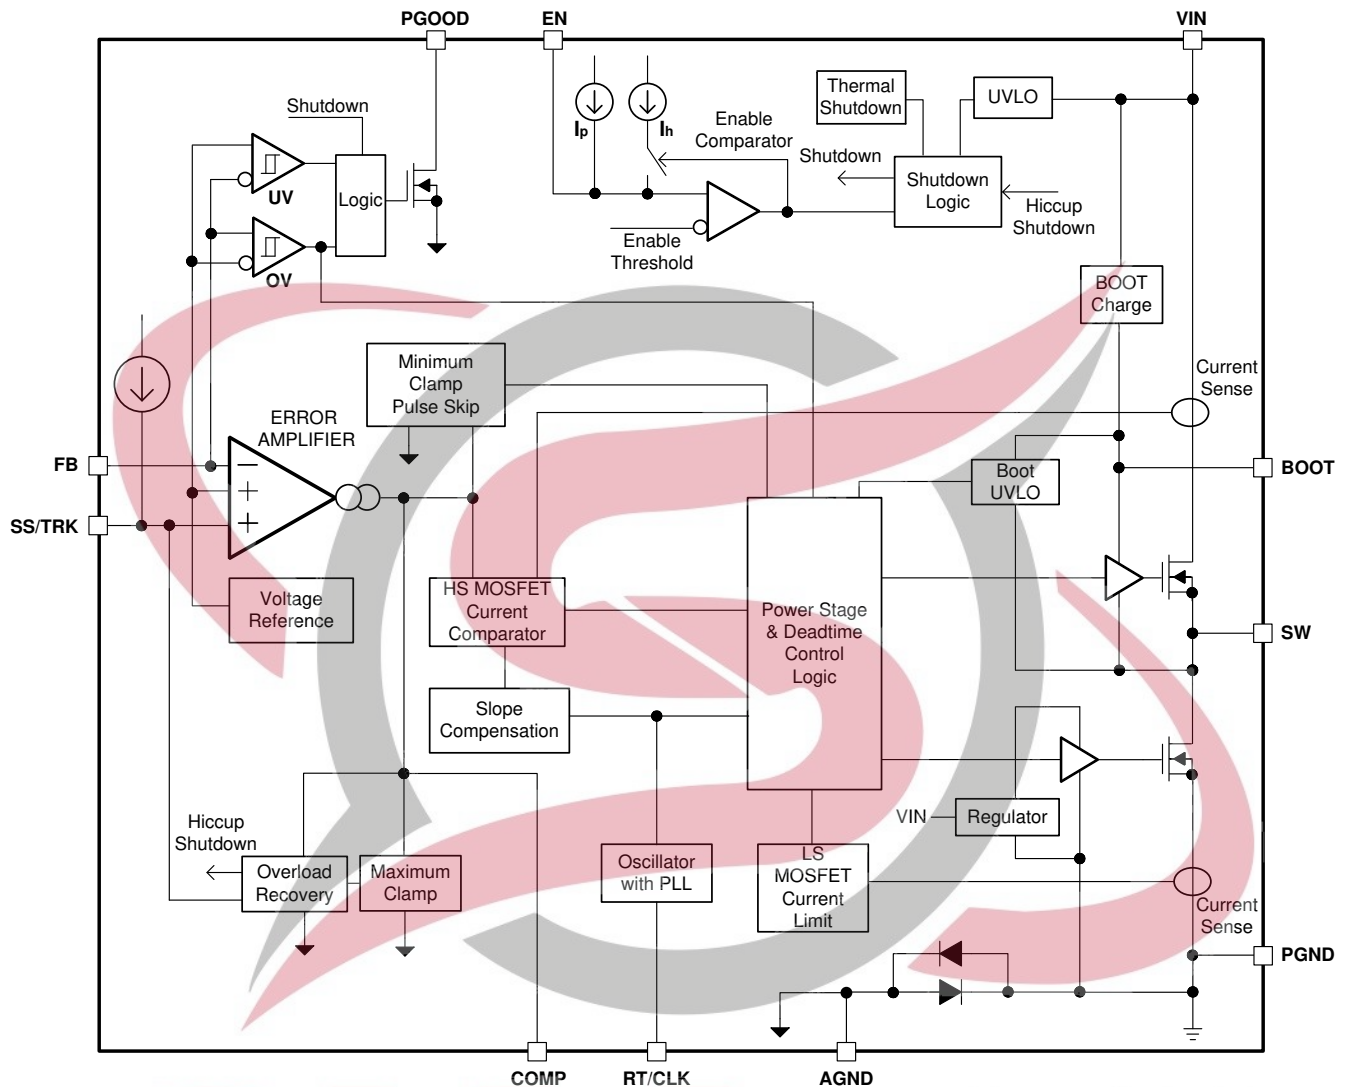 PGOOD
EN
VIN
Shutdown
UV
OV
Logic
Ip
Ih
Enable
Comparator
Enable
Threshold
Thermal
Shutdown
UVLO
Shutdown
Shutdown
Logic
Hiccup
Shutdown
BOOT
Charge
Current
Sense
Minimum
Clamp
Pulse Skip
ERROR
AMPLIFIER
FB
SS/TRK
Voltage
Reference
HS MOSFET
Current
Comparator
Slope
Compensation
Power Stage
& Deadtime
Control
Logic
Boot
UVLO
BOOT
SW
VIN
Regulator
Hiccup
Shutdown
Overload
Recovery
Maximum
Clamp
Oscillator
with PLL
LS
MOSFET
Current
Limit
Current
Sense
PGND
COMP
RT/CLK
AGND